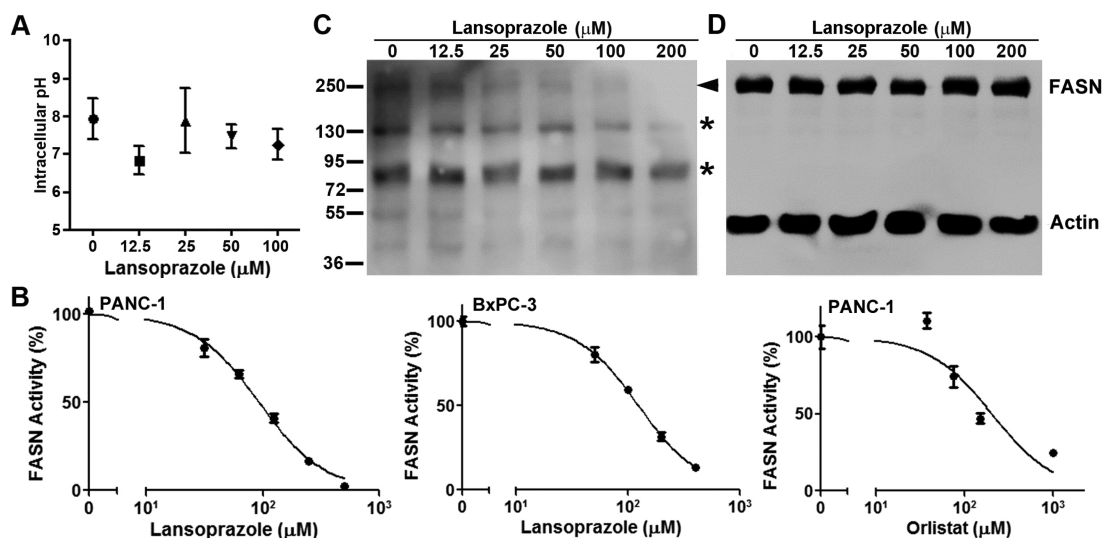 A
Intracellular pH
10
9
8
7
6
5
0 12.5 25 50 100
Lansoprazole (μM)
C
Lansoprazole (μM)
0 12.5 25 50 100 200
250
130
95
72
55
36
*
*
D
Lansoprazole (μM)
0 12.5 25 50 100 200
FASN
Actin
B
PANC-1
FASN Activity (%)
100
50
0
0 10¹ 10² 10³
Lansoprazole (μM)
BxPC-3
FASN Activity (%)
100
50
0
0 10¹ 10² 10³
Lansoprazole (μM)
PANC-1
FASN Activity (%)
100
50
0
0 10¹ 10² 10³
Orlistat (μM)